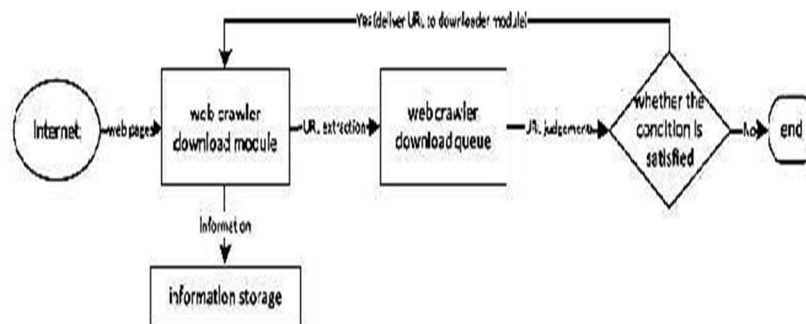 Yes(deliver URL to downloader module)
Internet
web pages
web crawler
download module
URL extraction
web crawler
download queue
URL judgement
whether the
condition is
satisfied
No
end
Information
information storage